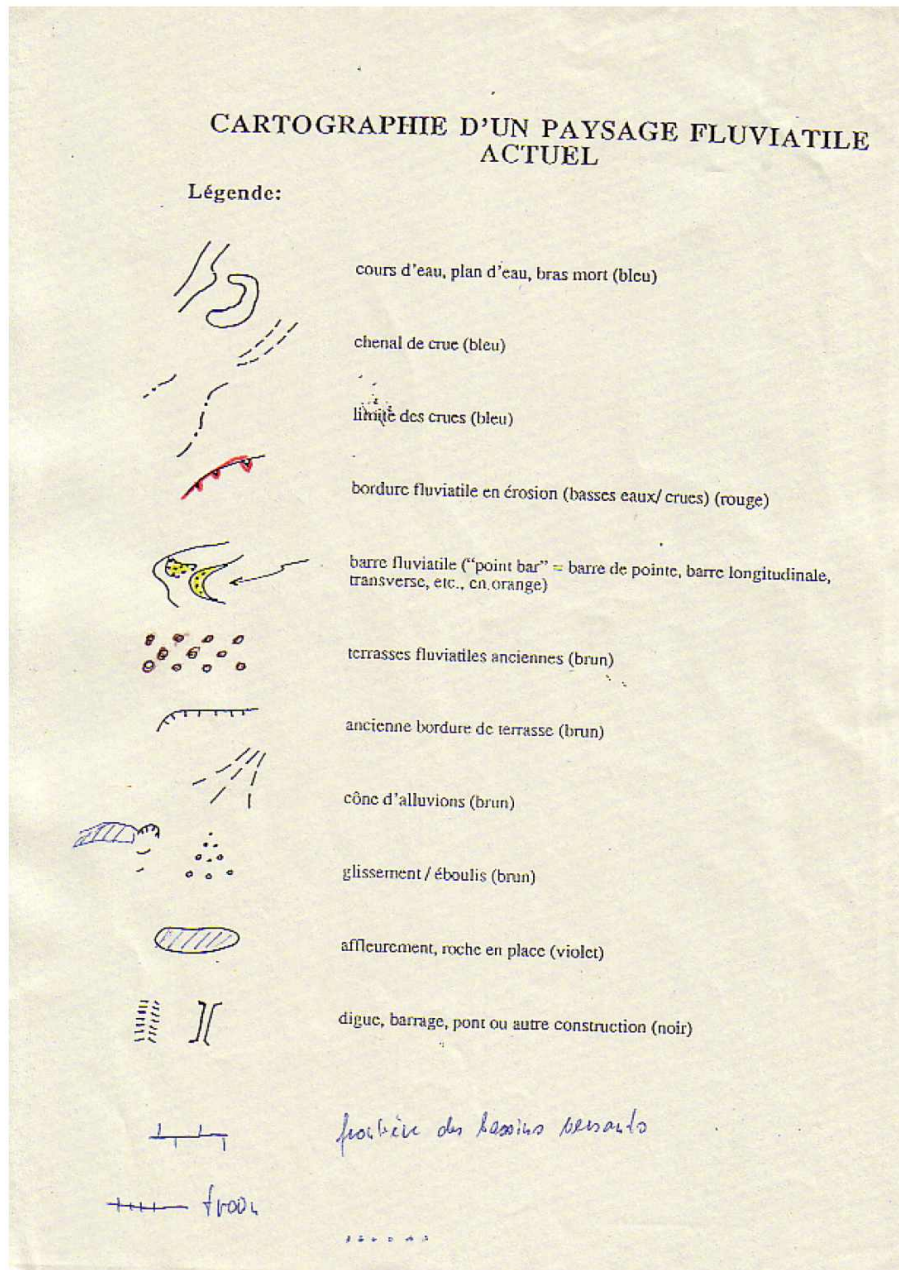 CARTOGRAPHIE D'UN PAYSAGE FLUVIATILE
ACTUEL
Légende:
cours d'eau, plan d'eau, bras mort (bleu)
chenal de crue (bleu)
limite des crues (bleu)
bordure fluviatile en érosion (basses eaux/ crues) (rouge)
barre fluviatile ("point bar" = barre de pointe, barre longitudinale,
transverse, etc., en orange)
terrasses fluviatiles anciennes (brun)
ancienne bordure de terrasse (brun)
cône d'alluvions (brun)
glissement / éboulis (brun)
affleurement, roche en place (violet)
digue, barrage, pont ou autre construction (noir)
frontière des bassins versants